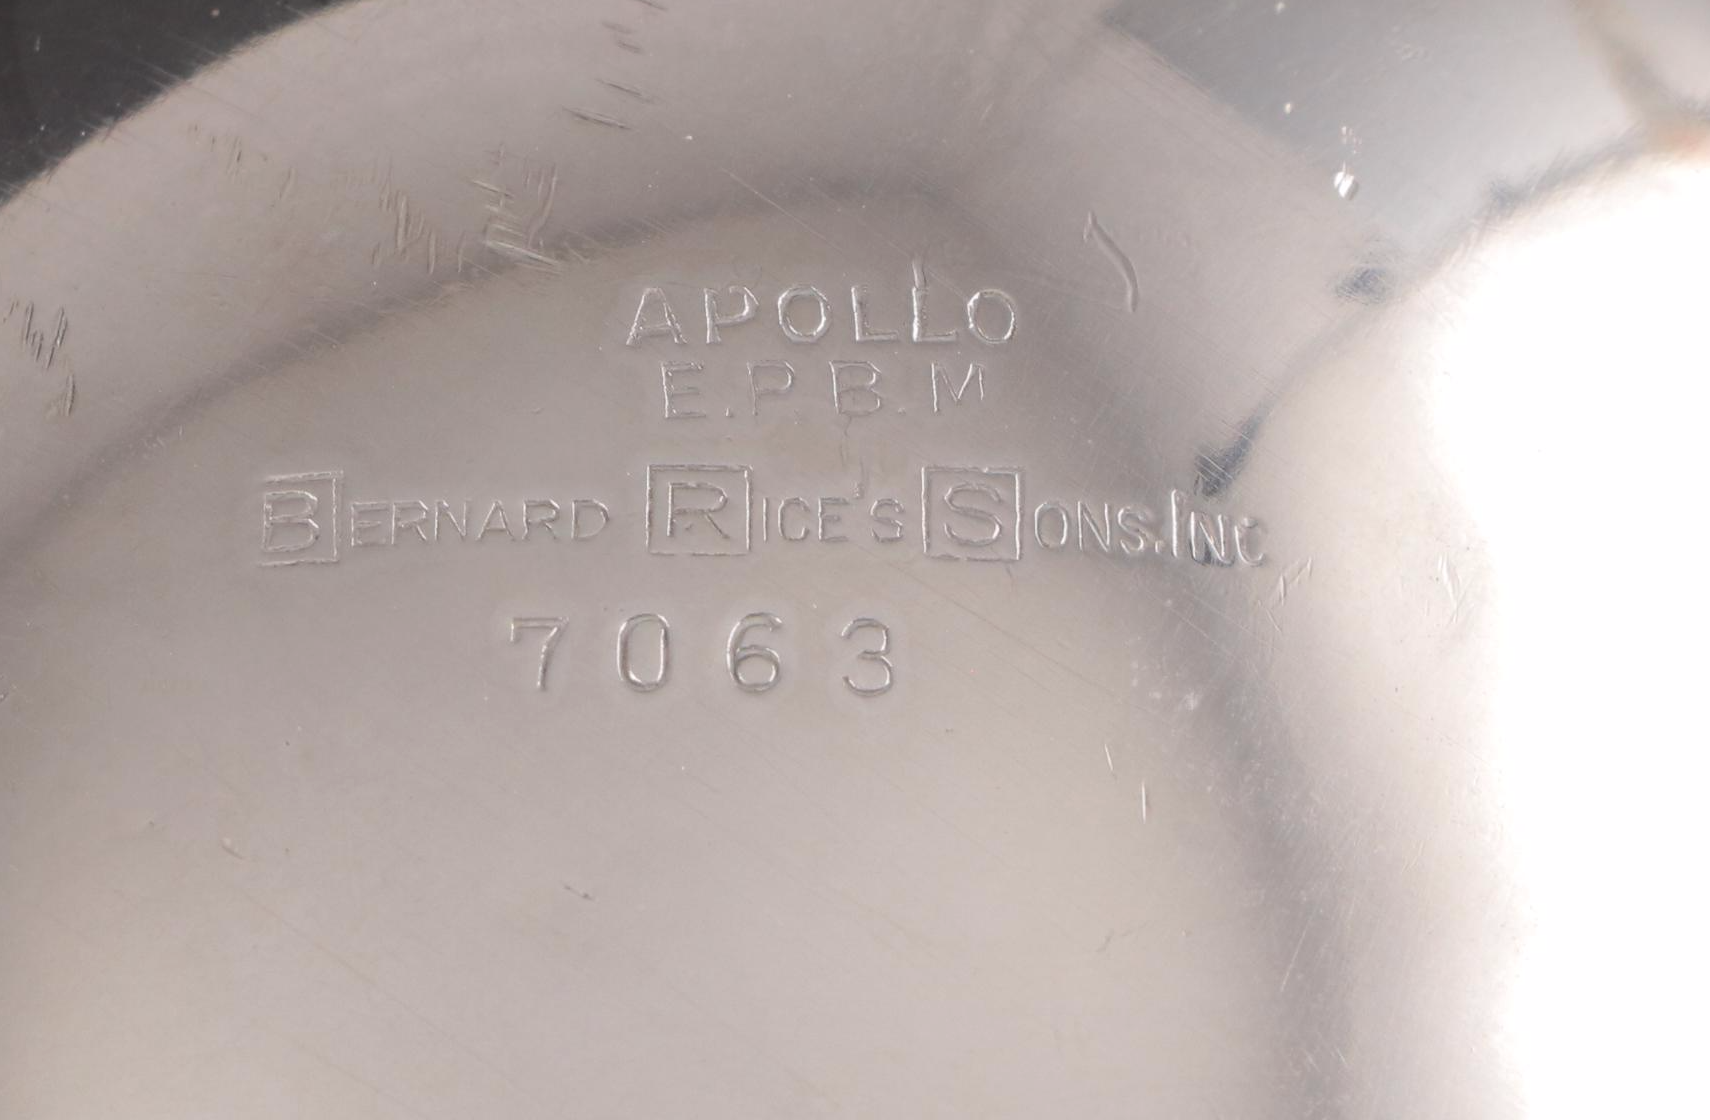 APOLLO
E.P.B.M
BERNARD RICE'S SONS.INC
7063